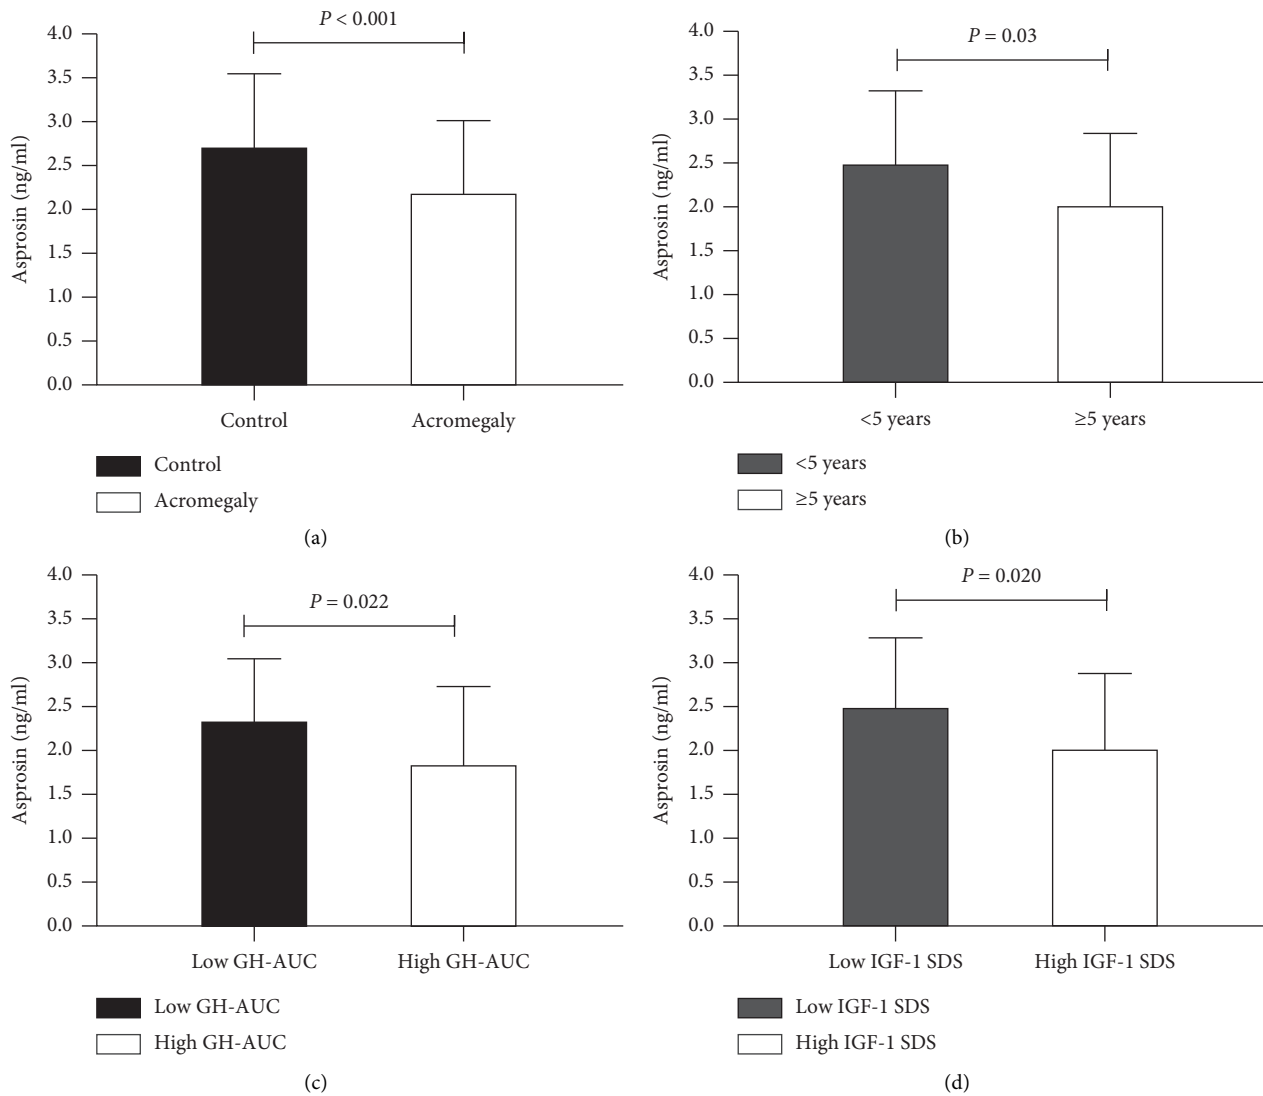 P < 0.001
4.0
3.5
3.0
2.5
2.0
1.5
1.0
0.5
0.0
Asprosin (ng/ml)
Control
Acromegaly
Control
Acromegaly
(a)
P = 0.03
4.0
3.5
3.0
2.5
2.0
1.5
1.0
0.5
0.0
Asprosin (ng/ml)
<5 years
≥5 years
<5 years
≥5 years
(b)
P = 0.022
4.0
3.5
3.0
2.5
2.0
1.5
1.0
0.5
0.0
Asprosin (ng/ml)
Low GH-AUC
High GH-AUC
Low GH-AUC
High GH-AUC
(c)
P = 0.020
4.0
3.5
3.0
2.5
2.0
1.5
1.0
0.5
0.0
Asprosin (ng/ml)
Low IGF-1 SDS
High IGF-1 SDS
Low IGF-1 SDS
High IGF-1 SDS
(d)